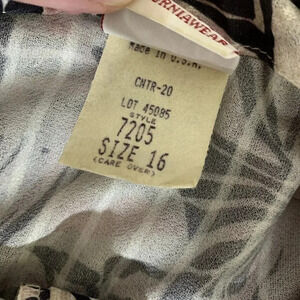 RNIAWEAR
Made in U.S.A.
CNTR-20
LOT 45085
STYLE
7205
SIZE 16
(CARE OVER)